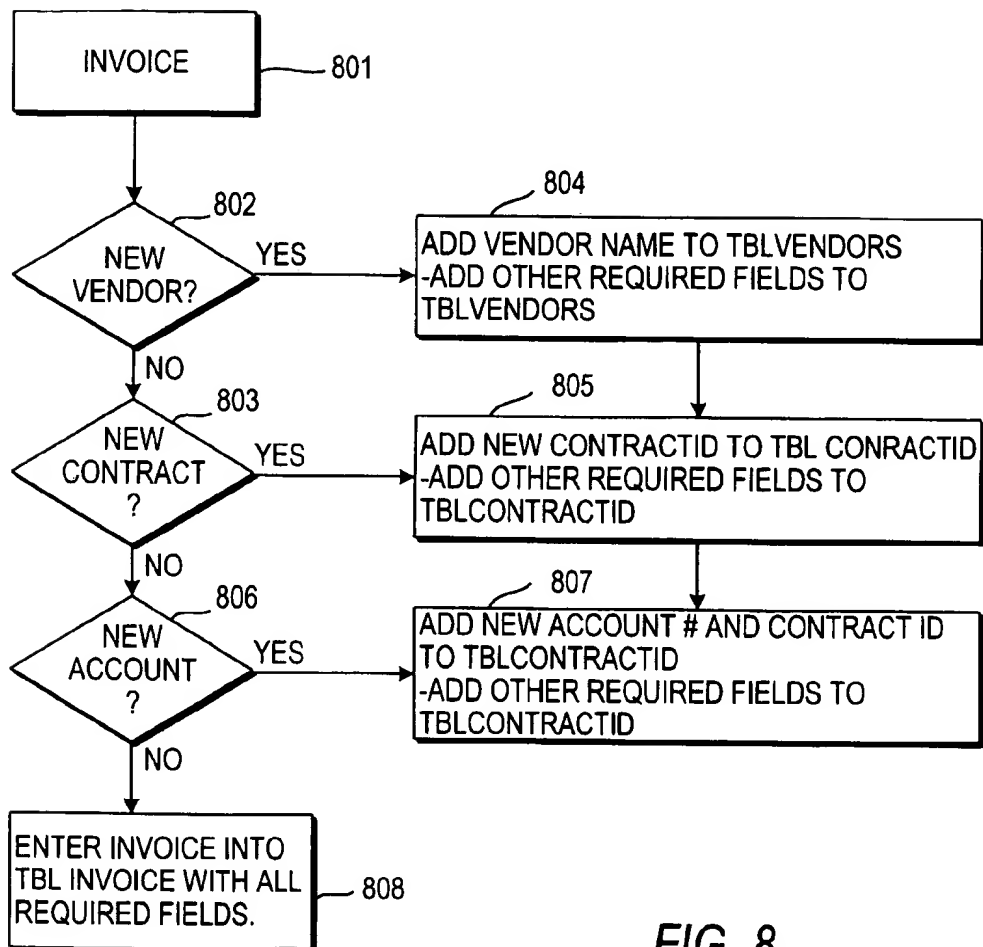 INVOICE
801
802
NEW
VENDOR?
YES
NO
804
ADD VENDOR NAME TO TBLVENDORS
-ADD OTHER REQUIRED FIELDS TO
TBLVENDORS
803
NEW
CONTRACT
?
YES
NO
805
ADD NEW CONTRACTID TO TBL CONRACTID
-ADD OTHER REQUIRED FIELDS TO
TBLCONTRACTID
806
NEW
ACCOUNT
?
YES
NO
807
ADD NEW ACCOUNT # AND CONTRACT ID
TO TBLCONTRACTID
-ADD OTHER REQUIRED FIELDS TO
TBLCONTRACTID
ENTER INVOICE INTO
TBL INVOICE WITH ALL
REQUIRED FIELDS.
808
FIG. 8